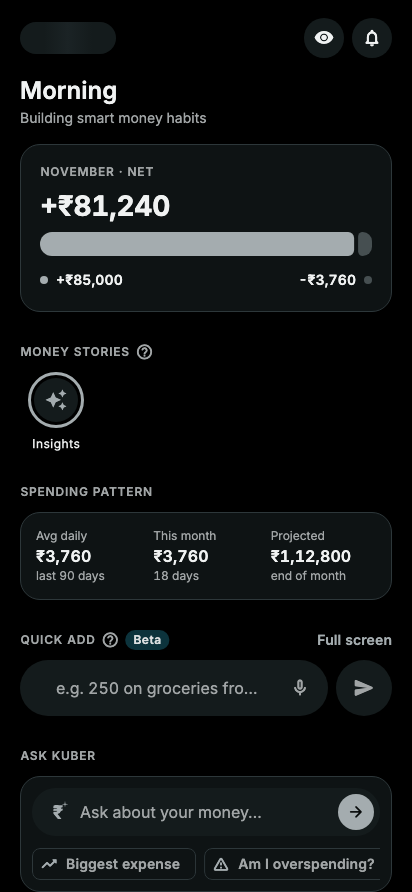 Morning
Building smart money habits
NOVEMBER · NET
+₹81,240
+₹85,000
-₹3,760
MONEY STORIES
Insights
SPENDING PATTERN
Avg daily This month Projected
₹3,760 ₹3,760 ₹1,12,800
last 90 days 18 days end of month
QUICK ADD Beta Full screen
e.g. 250 on groceries fro...
ASK KUBER
₹ Ask about your money...
Biggest expense
Am I overspending?